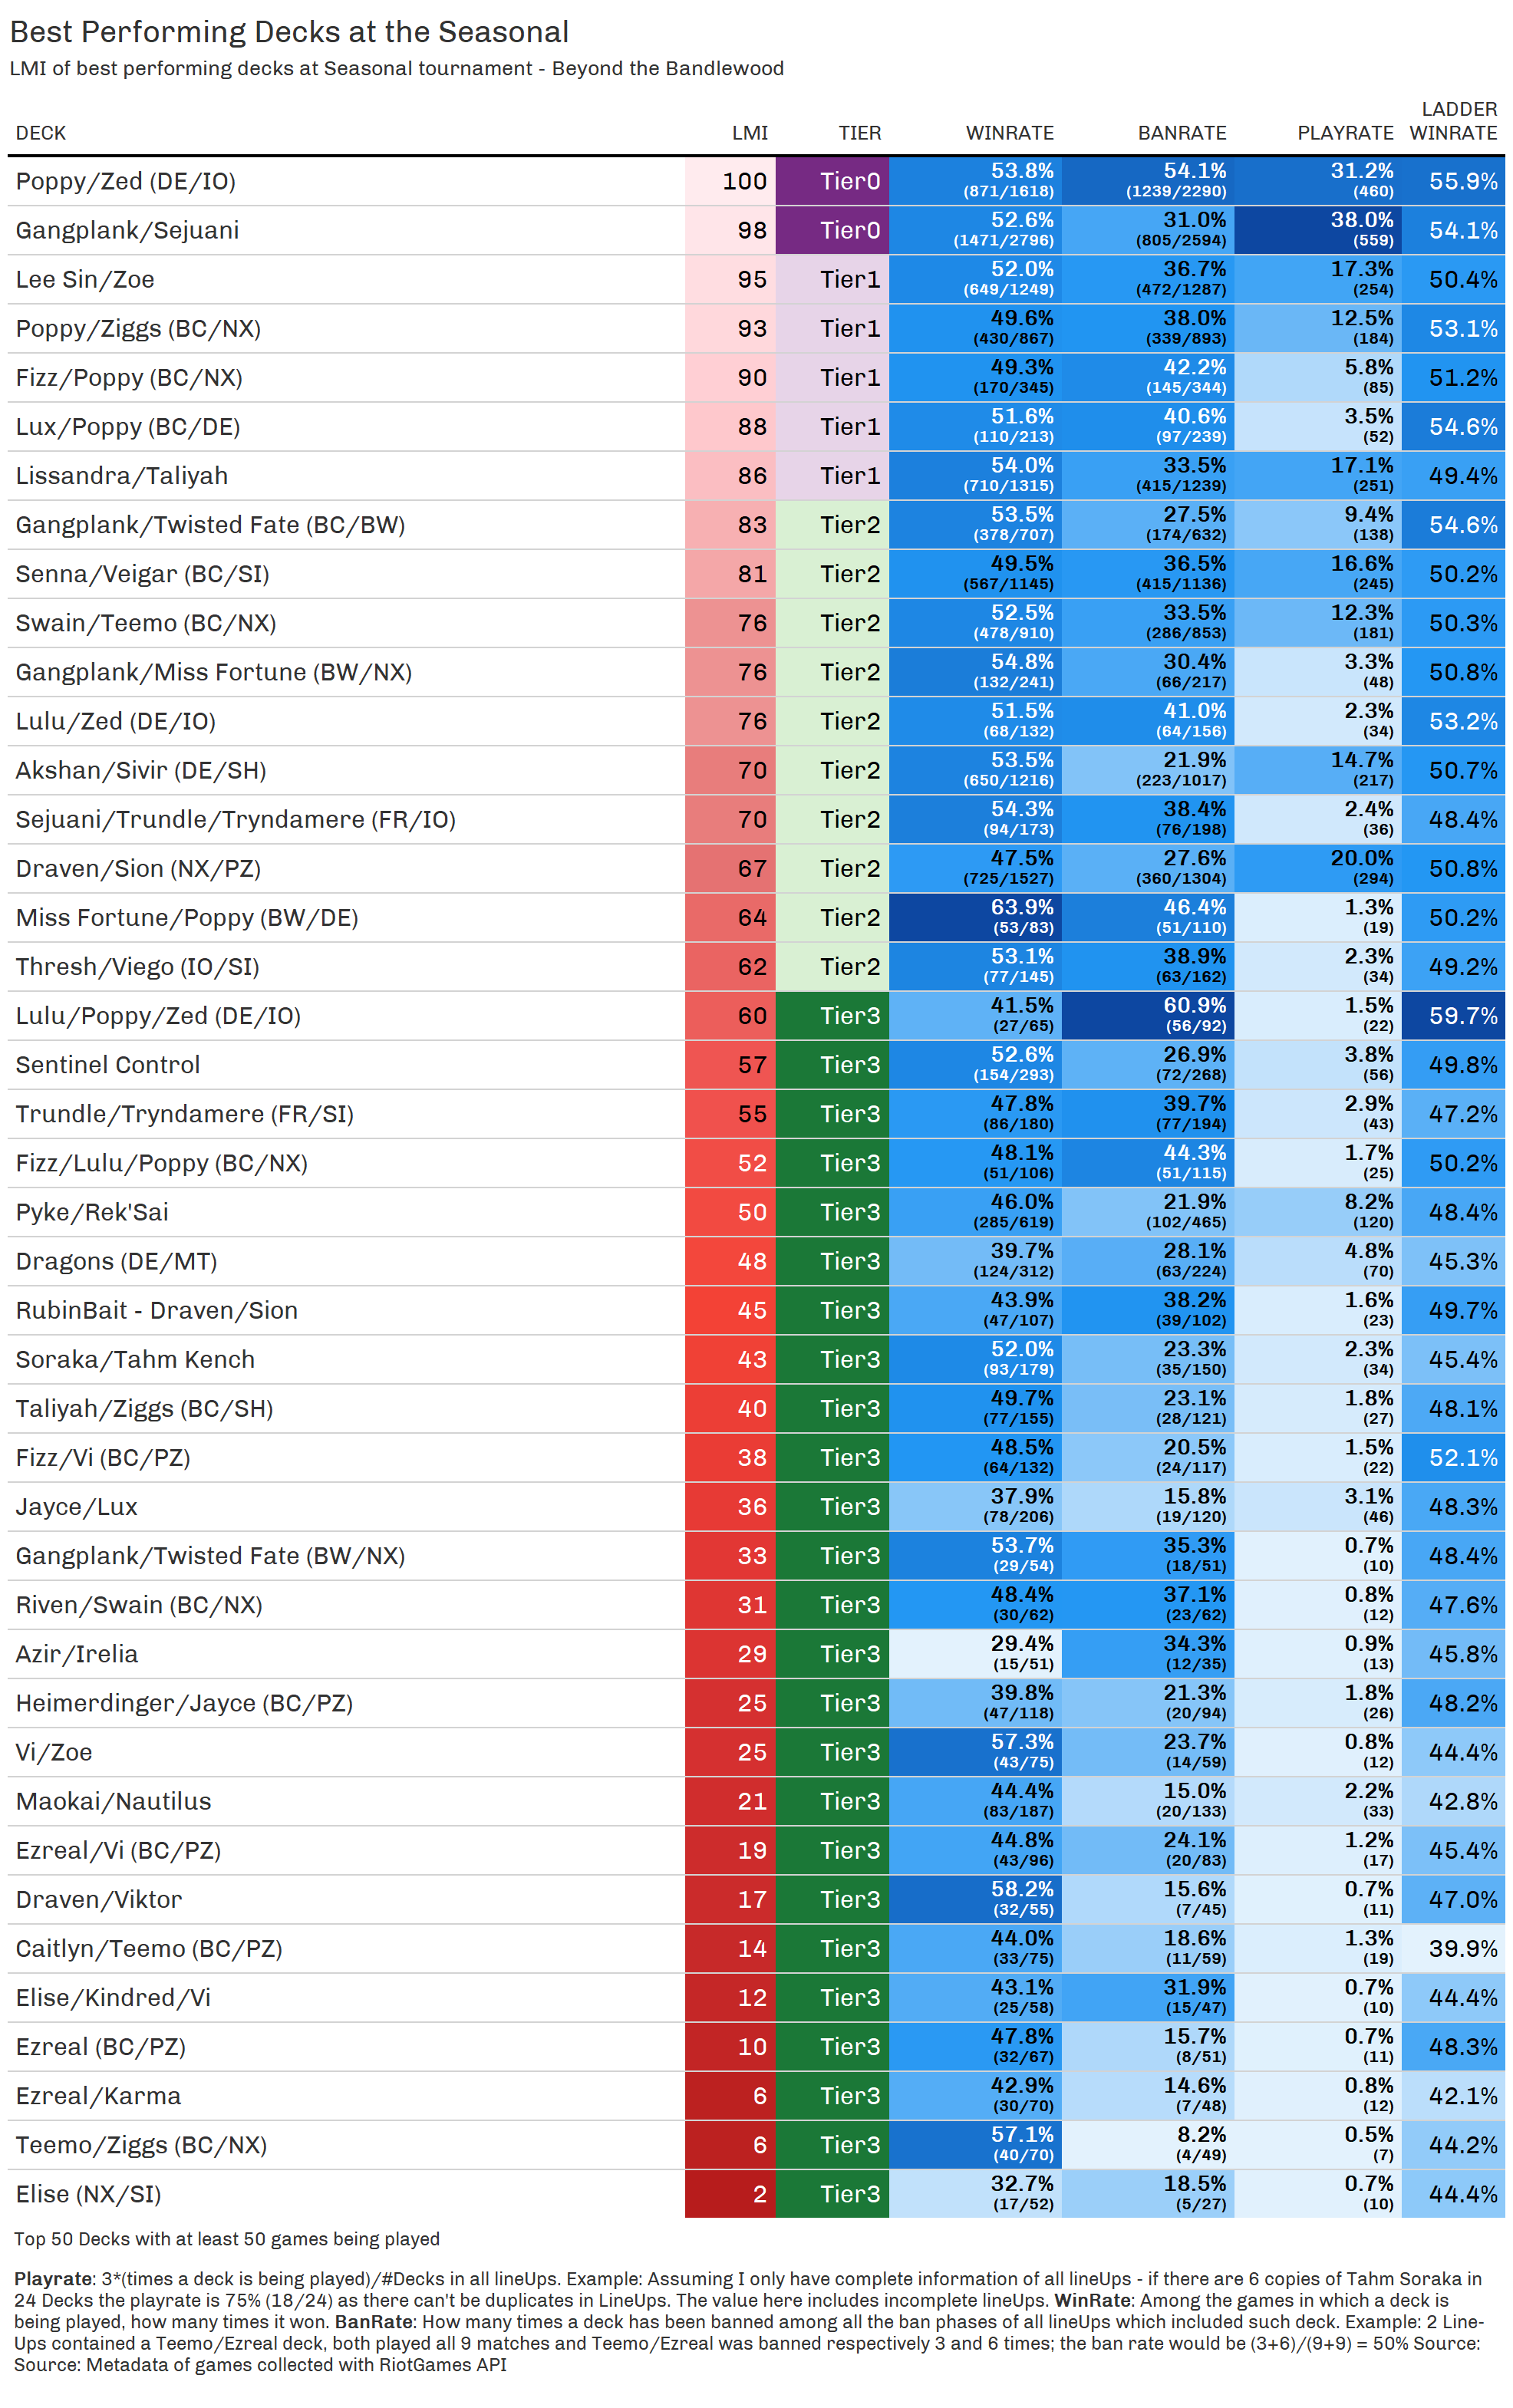 Best Performing Decks at the Seasonal
LMI of best performing decks at Seasonal tournament - Beyond the Bandlewood
DECK LMI TIER WINRATE BANRATE PLAYRATE LADDER WINRATE
Poppy/Zed (DE/IO) 100 Tier0 53.8% (871/1618) 54.1% (1239/2290) 31.2% (460) 55.9%
Gangplank/Sejuani 98 Tier0 52.6% (1471/2796) 31.0% (805/2594) 38.0% (559) 54.1%
Lee Sin/Zoe 95 Tier1 52.0% (649/1249) 36.7% (472/1287) 17.3% (254) 50.4%
Poppy/Ziggs (BC/NX) 93 Tier1 49.6% (430/867) 38.0% (339/893) 12.5% (184) 53.1%
Fizz/Poppy (BC/NX) 90 Tier1 49.3% (170/345) 42.2% (145/344) 5.8% (85) 51.2%
Lux/Poppy (BC/DE) 88 Tier1 51.6% (110/213) 40.6% (97/239) 3.5% (52) 54.6%
Lissandra/Taliyah 86 Tier1 54.0% (710/1315) 33.5% (415/1239) 17.1% (251) 49.4%
Gangplank/Twisted Fate (BC/BW) 83 Tier2 53.5% (378/707) 27.5% (174/632) 9.4% (138) 54.6%
Senna/Veigar (BC/SI) 81 Tier2 49.5% (567/1145) 36.5% (415/1136) 16.6% (245) 50.2%
Swain/Teemo (BC/NX) 76 Tier2 52.5% (478/910) 33.5% (286/853) 12.3% (181) 50.3%
Gangplank/Miss Fortune (BW/NX) 76 Tier2 54.8% (132/241) 30.4% (66/217) 3.3% (48) 50.8%
Lulu/Zed (DE/IO) 76 Tier2 51.5% (68/132) 41.0% (64/156) 2.3% (34) 53.2%
Akshan/Sivir (DE/SH) 70 Tier2 53.5% (650/1216) 21.9% (223/1017) 14.7% (217) 50.7%
Sejuani/Trundle/Tryndamere (FR/IO) 70 Tier2 54.3% (94/173) 38.4% (76/198) 2.4% (36) 48.4%
Draven/Sion (NX/PZ) 67 Tier2 47.5% (725/1527) 27.6% (360/1304) 20.0% (294) 50.8%
Miss Fortune/Poppy (BW/DE) 64 Tier2 63.9% (53/83) 46.4% (51/110) 1.3% (19) 50.2%
Thresh/Viego (IO/SI) 62 Tier2 53.1% (77/145) 38.9% (63/162) 2.3% (34) 49.2%
Lulu/Poppy/Zed (DE/IO) 60 Tier3 41.5% (27/65) 60.9% (56/92) 1.5% (22) 59.7%
Sentinel Control 57 Tier3 52.6% (154/293) 26.9% (72/268) 3.8% (56) 49.8%
Trundle/Tryndamere (FR/SI) 55 Tier3 47.8% (86/180) 39.7% (77/194) 2.9% (43) 47.2%
Fizz/Lulu/Poppy (BC/NX) 52 Tier3 48.1% (51/106) 44.3% (51/115) 1.7% (25) 50.2%
Pyke/Rek'Sai 50 Tier3 46.0% (285/619) 21.9% (102/465) 8.2% (120) 48.4%
Dragons (DE/MT) 48 Tier3 39.7% (124/312) 28.1% (63/224) 4.8% (70) 45.3%
RubinBait - Draven/Sion 45 Tier3 43.9% (47/107) 38.2% (39/102) 1.6% (23) 49.7%
Soraka/Tahm Kench 43 Tier3 52.0% (93/179) 23.3% (35/150) 2.3% (34) 45.4%
Taliyah/Ziggs (BC/SH) 40 Tier3 49.7% (77/155) 23.1% (28/121) 1.8% (27) 48.1%
Fizz/Vi (BC/PZ) 38 Tier3 48.5% (64/132) 20.5% (24/117) 1.5% (22) 52.1%
Jayce/Lux 36 Tier3 37.9% (78/206) 15.8% (19/120) 3.1% (46) 48.3%
Gangplank/Twisted Fate (BW/NX) 33 Tier3 53.7% (29/54) 35.3% (18/51) 0.7% (10) 48.4%
Riven/Swain (BC/NX) 31 Tier3 48.4% (30/62) 37.1% (23/62) 0.8% (12) 47.6%
Azir/Irelia 29 Tier3 29.4% (15/51) 34.3% (12/35) 0.9% (13) 45.8%
Heimerdinger/Jayce (BC/PZ) 25 Tier3 39.8% (47/118) 21.3% (20/94) 1.8% (26) 48.2%
Vi/Zoe 25 Tier3 57.3% (43/75) 23.7% (14/59) 0.8% (12) 44.4%
Maokai/Nautilus 21 Tier3 44.4% (83/187) 15.0% (20/133) 2.2% (33) 42.8%
Ezreal/Vi (BC/PZ) 19 Tier3 44.8% (43/96) 24.1% (20/83) 1.2% (17) 45.4%
Draven/Viktor 17 Tier3 58.2% (32/55) 15.6% (7/45) 0.7% (11) 47.0%
Caitlyn/Teemo (BC/PZ) 14 Tier3 44.0% (33/75) 18.6% (11/59) 1.3% (19) 39.9%
Elise/Kindred/Vi 12 Tier3 43.1% (25/58) 31.9% (15/47) 0.7% (10) 44.4%
Ezreal (BC/PZ) 10 Tier3 47.8% (32/67) 15.7% (8/51) 0.7% (11) 48.3%
Ezreal/Karma 6 Tier3 42.9% (30/70) 14.6% (7/48) 0.8% (12) 42.1%
Teemo/Ziggs (BC/NX) 6 Tier3 57.1% (40/70) 8.2% (4/49) 0.5% (7) 44.2%
Elise (NX/SI) 2 Tier3 32.7% (17/52) 18.5% (5/27) 0.7% (10) 44.4%
Top 50 Decks with at least 50 games being played
Playrate: 3*(times a deck is being played)/#Decks in all lineUps. Example: Assuming I only have complete information of all lineUps - if there are 6 copies of Tahm Soraka in
24 Decks the playrate is 75% (18/24) as there can't be duplicates in LineUps. The value here includes incomplete lineUps. WinRate: Among the games in which a deck is
being played, how many times it won. BanRate: How many times a deck has been banned among all the ban phases of all lineUps which included such deck. Example: 2 Line-
Ups contained a Teemo/Ezreal deck, both played all 9 matches and Teemo/Ezreal was banned respectively 3 and 6 times; the ban rate would be (3+6)/(9+9) = 50% Source:
Source: Metadata of games collected with RiotGames API